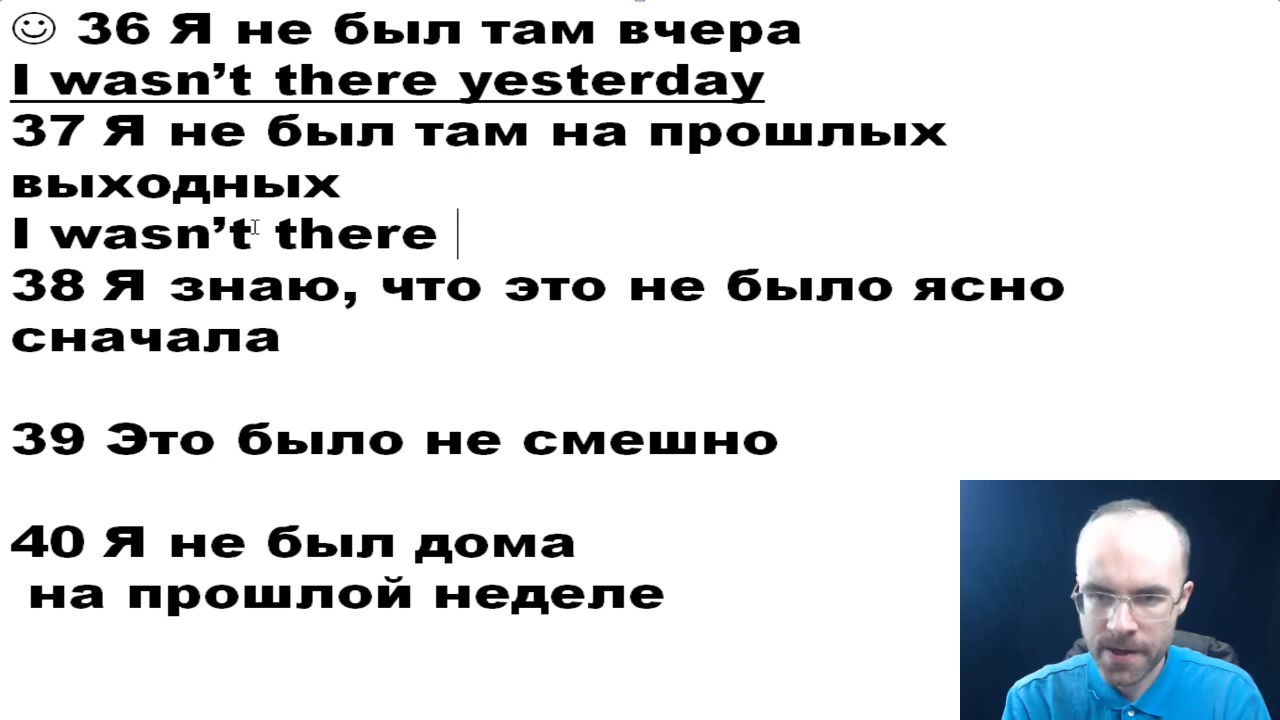 ☺ 36 Я не был там вчера
I wasn’t there yesterday
37 Я не был там на прошлых
выходных
I wasn’t there
38 Я знаю, что это не было ясно
сначала
39 Это было не смешно
40 Я не был дома
на прошлой неделе